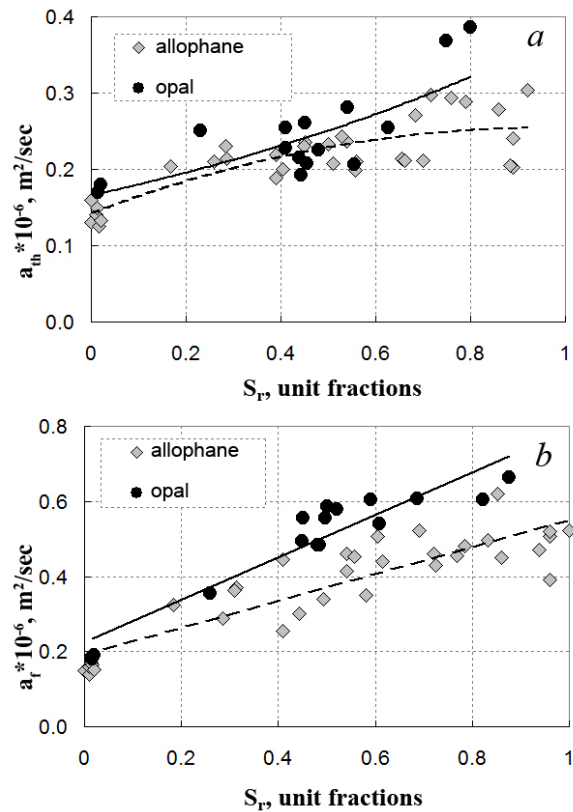 a
allophane
opal
0.4
0.3
0.2
0.1
0.0
a_th*10^-6, m²/sec
0 0.2 0.4 0.6 0.8 1
S_r, unit fractions
b
allophane
opal
0.8
0.6
0.4
0.2
0.0
a_f*10^-6, m²/sec
0 0.2 0.4 0.6 0.8 1
S_r, unit fractions